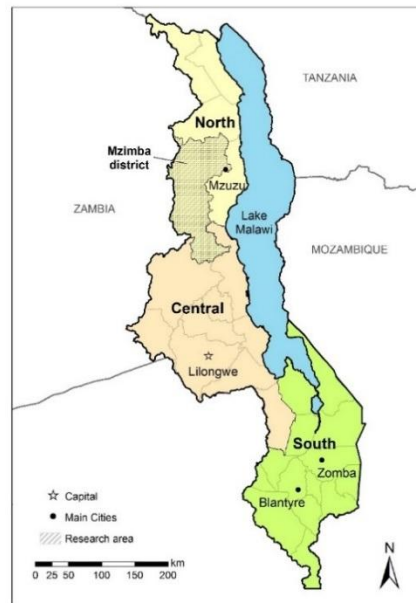 TANZANIA
North
Mzimba
district
Mzuzu
ZAMBIA
Lake
Malawi
MOZAMBIQUE
Central
Lilongwe
South
Zomba
Blantyre
Capital
Main Cities
Research area
km
0 25 50 100 150 200
N